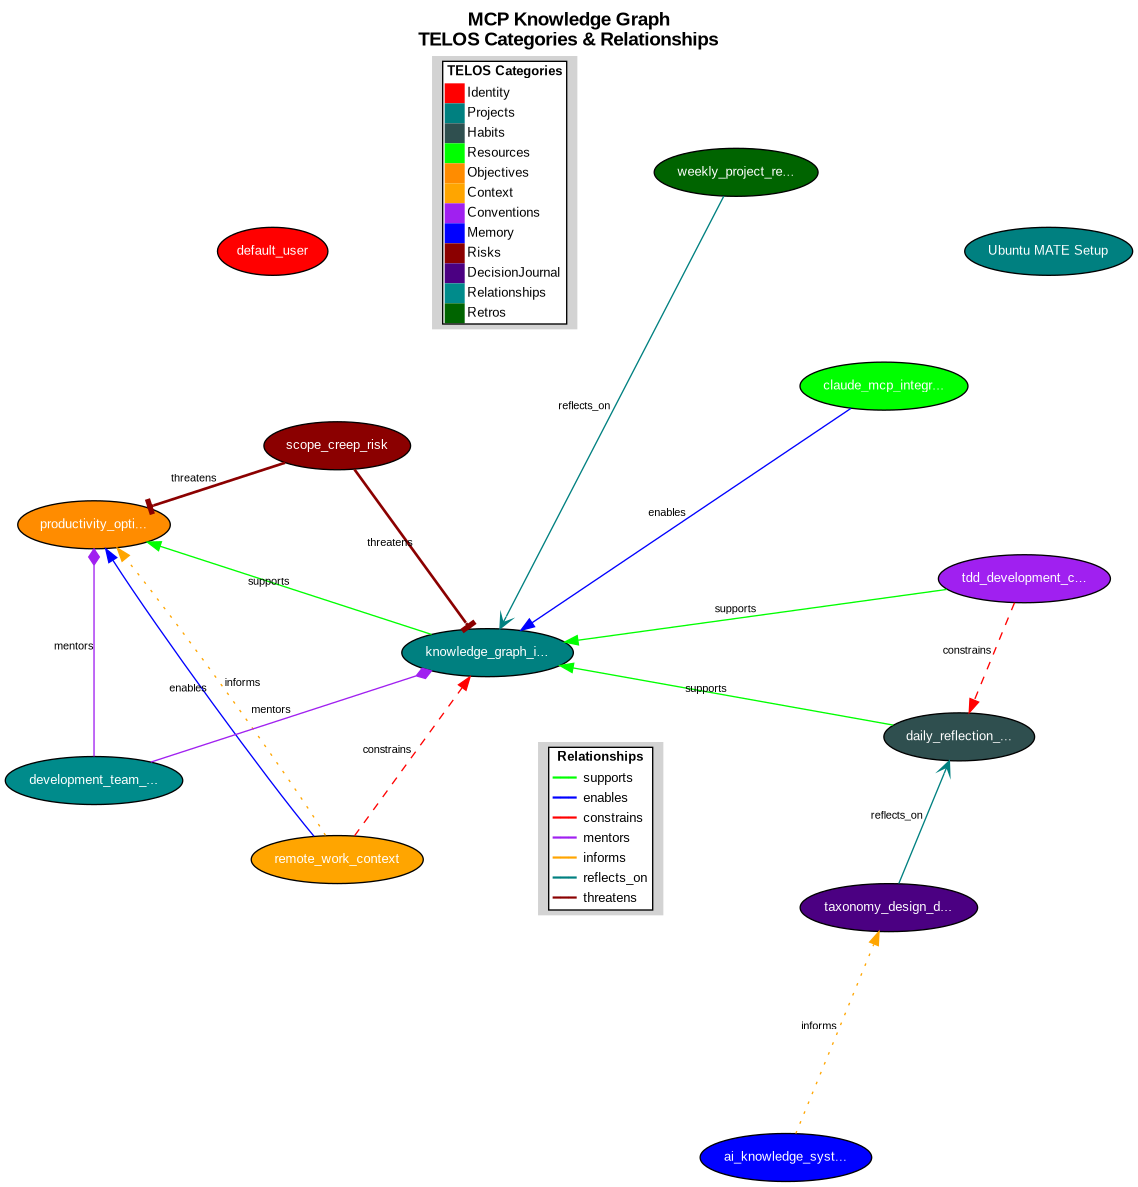 MCP Knowledge Graph
TELOS Categories & Relationships
TELOS Categories
Identity
Projects
Habits
Resources
Objectives
Context
Conventions
Memory
Risks
DecisionJournal
Relationships
Retros
weekly_project_re...
default_user
Ubuntu MATE Setup
claude_mcp_integr...
reflects_on
scope_creep_risk
threatens
productivity_opti...
enables
threatens
tdd_development_c...
supports
supports
knowledge_graph_i...
mentors
constrains
enables
informs
supports
mentors
daily_reflection_...
constrains
development_team_...
Relationships
supports
enables
constrains
mentors
informs
reflects_on
threatens
reflects_on
remote_work_context
taxonomy_design_d...
informs
ai_knowledge_syst...